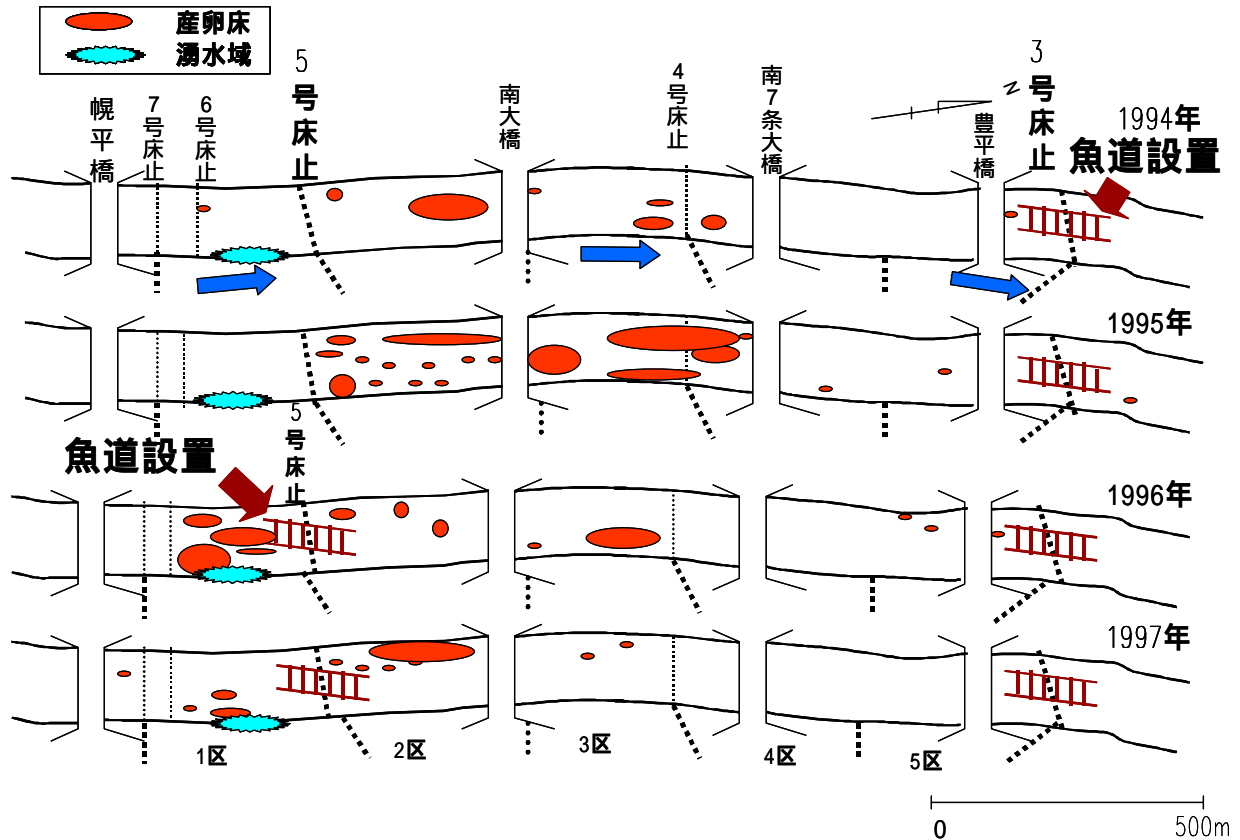 産卵床
湧水域
幌平橋
7号床止
6号床止
5号床止
南大橋
4号床止
南7条大橋
豊平橋
N
3号床止
1994年
魚道設置
1995年
魚道設置
5号床止
1996年
1997年
1区
2区
3区
4区
5区
0
500m